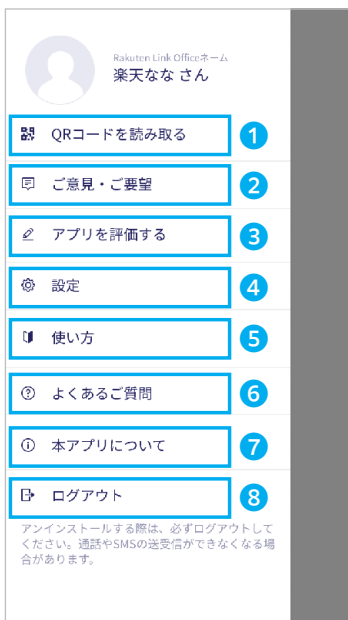 Rakuten Link Officeネーム
楽天なな さん
QRコードを読み取る
1
ご意見・ご要望
2
アプリを評価する
3
設定
4
使い方
5
よくあるご質問
6
本アプリについて
7
ログアウト
8
アンインストールする際は、必ずログアウトして
ください。通話やSMSの送受信ができなくなる場
合があります。